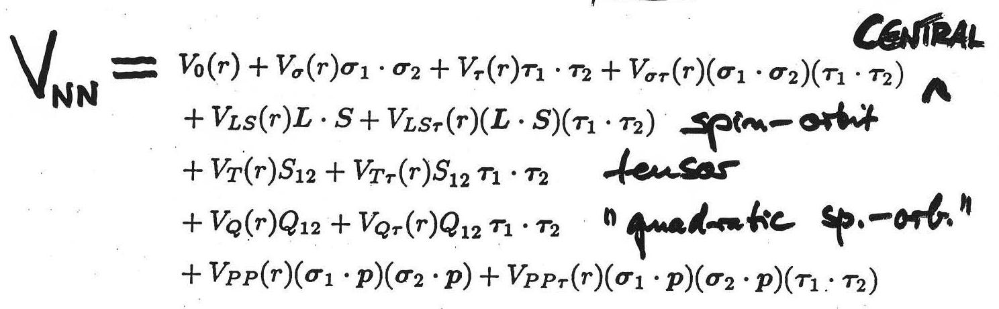 CENTRAL
V_NN = V_0(r) + V_σ(r)σ_1 · σ_2 + V_τ(r)τ_1 · τ_2 + V_στ(r)(σ_1 · σ_2)(τ_1 · τ_2)
+ V_LS(r)L · S + V_LSτ(r)(L · S)(τ_1 · τ_2) spin-orbit
+ V_T(r)S_12 + V_Tτ(r)S_12 τ_1 · τ_2 tensor
+ V_Q(r)Q_12 + V_Qτ(r)Q_12 τ_1 · τ_2 "quadratic sp.-orb."
+ V_PP(r)(σ_1 · p)(σ_2 · p) + V_PPτ(r)(σ_1 · p)(σ_2 · p)(τ_1 · τ_2)